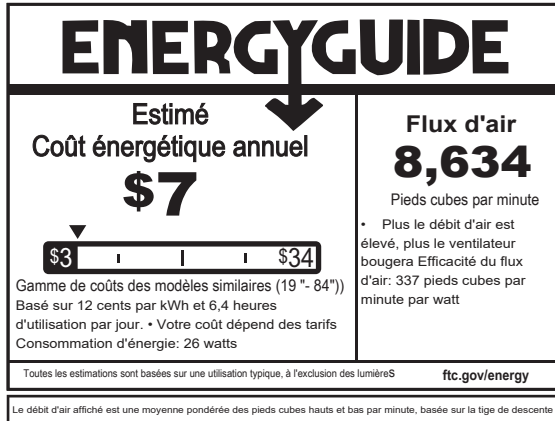 ENERGYGUIDE
Estimé
Coût énergétique annuel
$7
$3
$34
Gamme de coûts des modèles similaires (19 "- 84"))
Basé sur 12 cents par kWh et 6,4 heures
d'utilisation par jour. • Votre coût dépend des tarifs
Consommation d'énergie: 26 watts
Flux d'air
8,634
Pieds cubes par minute
• Plus le débit d'air est
élevé, plus le ventilateur
bougera Efficacité du flux
d'air: 337 pieds cubes par
minute par watt
Toutes les estimations sont basées sur une utilisation typique, à l'exclusion des lumièreS
ftc.gov/energy
Le débit d'air affiché est une moyenne pondérée des pieds cubes hauts et bas par minute, basée sur la tige de descente